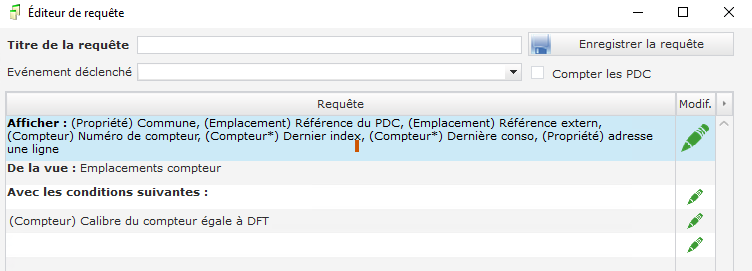 Éditeur de requête
Titre de la requête
Enregistrer la requête
Evénement déclenché
Compter les PDC
Requête
Modif.
Afficher : (Propriété) Commune, (Emplacement) Référence du PDC, (Emplacement) Référence extern,
(Compteur) Numéro de compteur, (Compteur*) Dernier index, (Compteur*) Dernière conso, (Propriété) adresse
une ligne
De la vue : Emplacements compteur
Avec les conditions suivantes :
(Compteur) Calibre du compteur égale à DFT